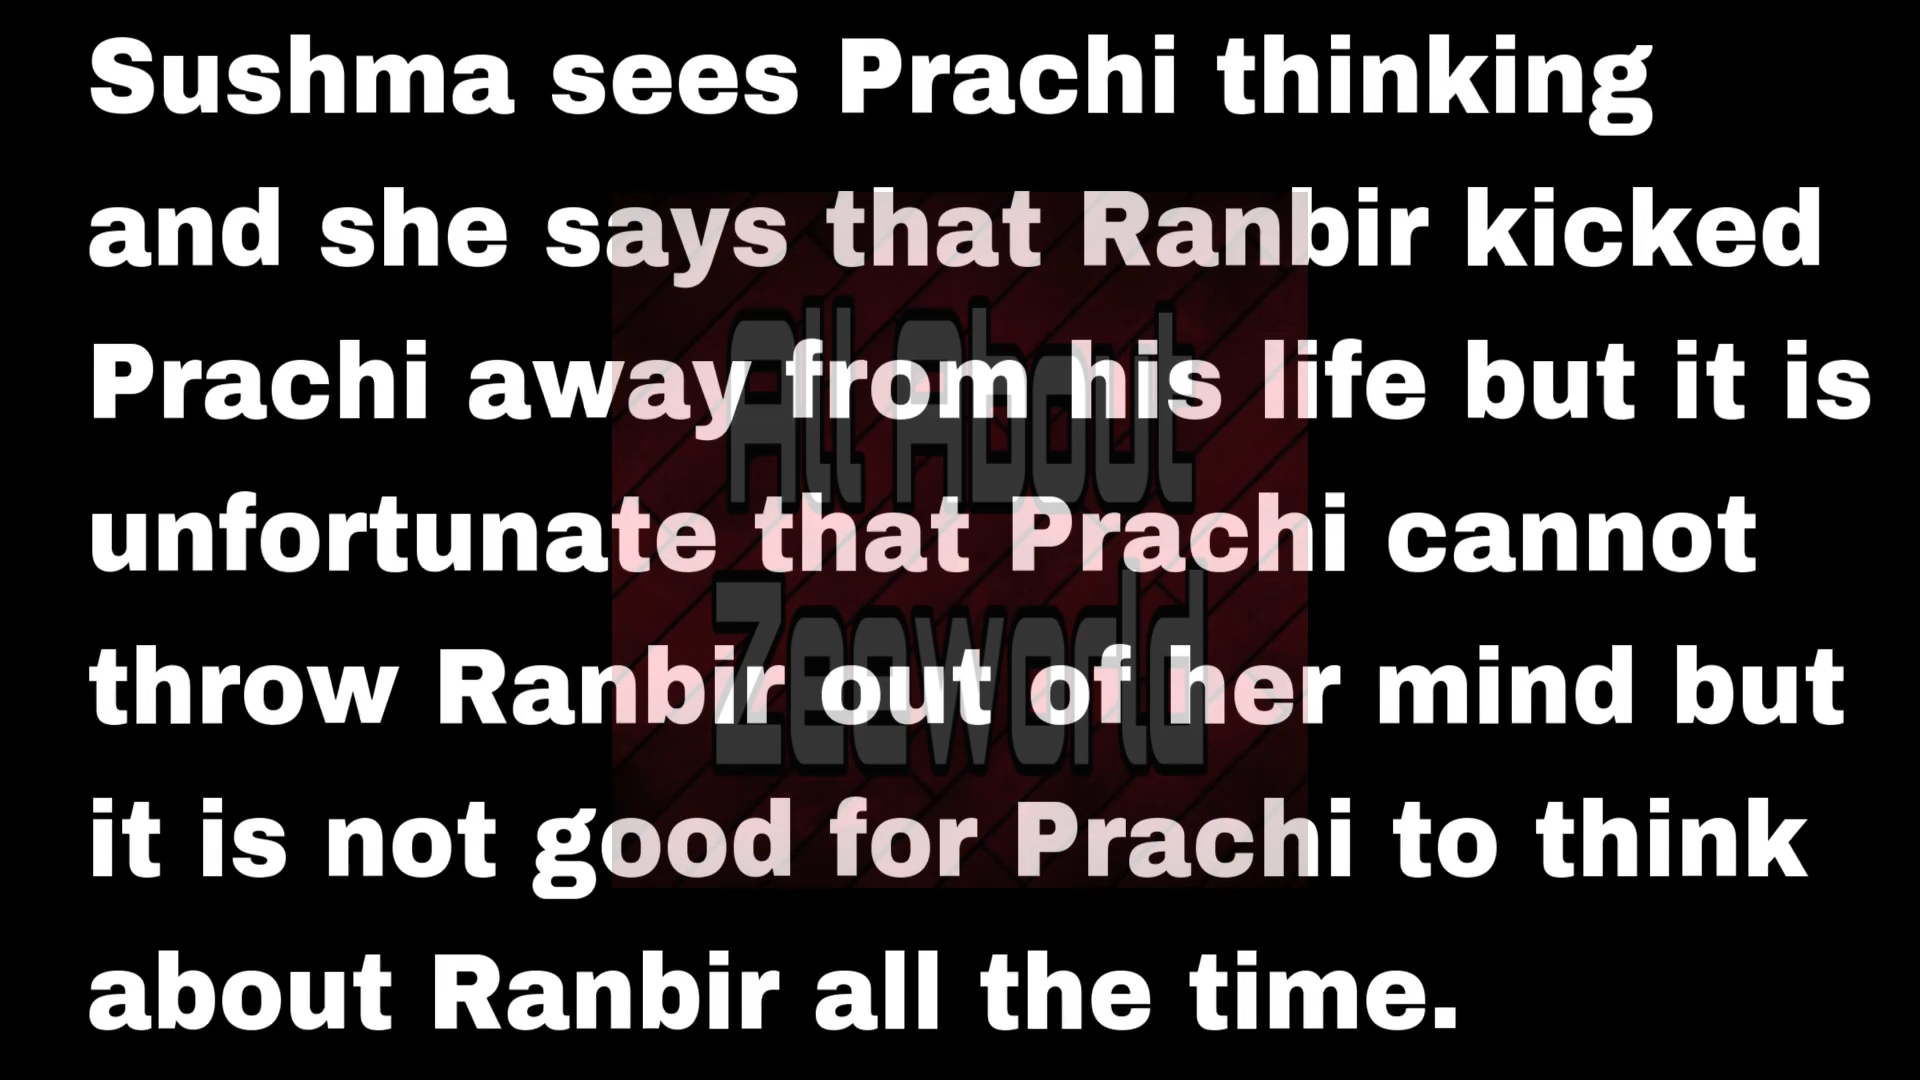 Sushma sees Prachi thinking
and she says that Ranbir kicked
Prachi away from his life but it is
unfortunate that Prachi cannot
throw Ranbir out of her mind but
it is not good for Prachi to think
about Ranbir all the time.
All About
Zeeworld